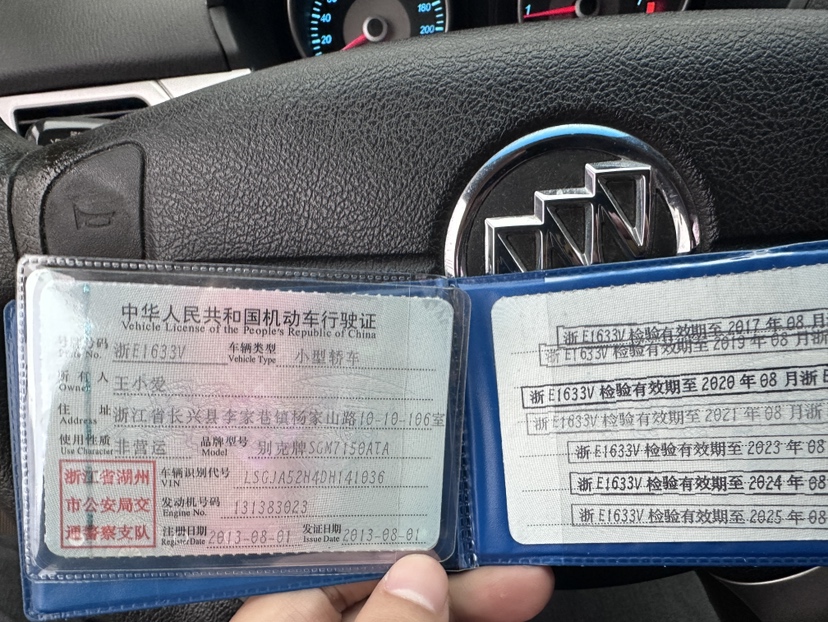 40
20
180
200
1
7
中华人民共和国机动车行驶证
Vehicle License of the People's Republic of China
号牌号码 浙E1633V 车辆类型 小型轿车
Plate No. Vehicle Type
所有人 王小爱
Owner
住址 浙江省长兴县李家巷镇杨家山路10-10-106室
Address
使用性质 非营运 品牌型号 别克牌SGM7150ATA
Use Character Model
浙江省湖州
市公安局交
通警察支队
车辆识别代号 LSGJA52H4DH141036
VIN
发动机号码 131383023
Engine No.
注册日期 2013-08-01 发证日期 2013-08-01
Register Date Issue Date
浙E1633V 检验有效期至 2017年08月
浙E1633V 检验有效期至 2019年08月浙
浙E1633V 检验有效期至 2020年08月浙E
浙E1633V 检验有效期至 2021年08月浙
浙E1633V 检验有效期至 2023年08
浙E1633V 检验有效期至 2024年08
浙E1633V 检验有效期至 2025年08